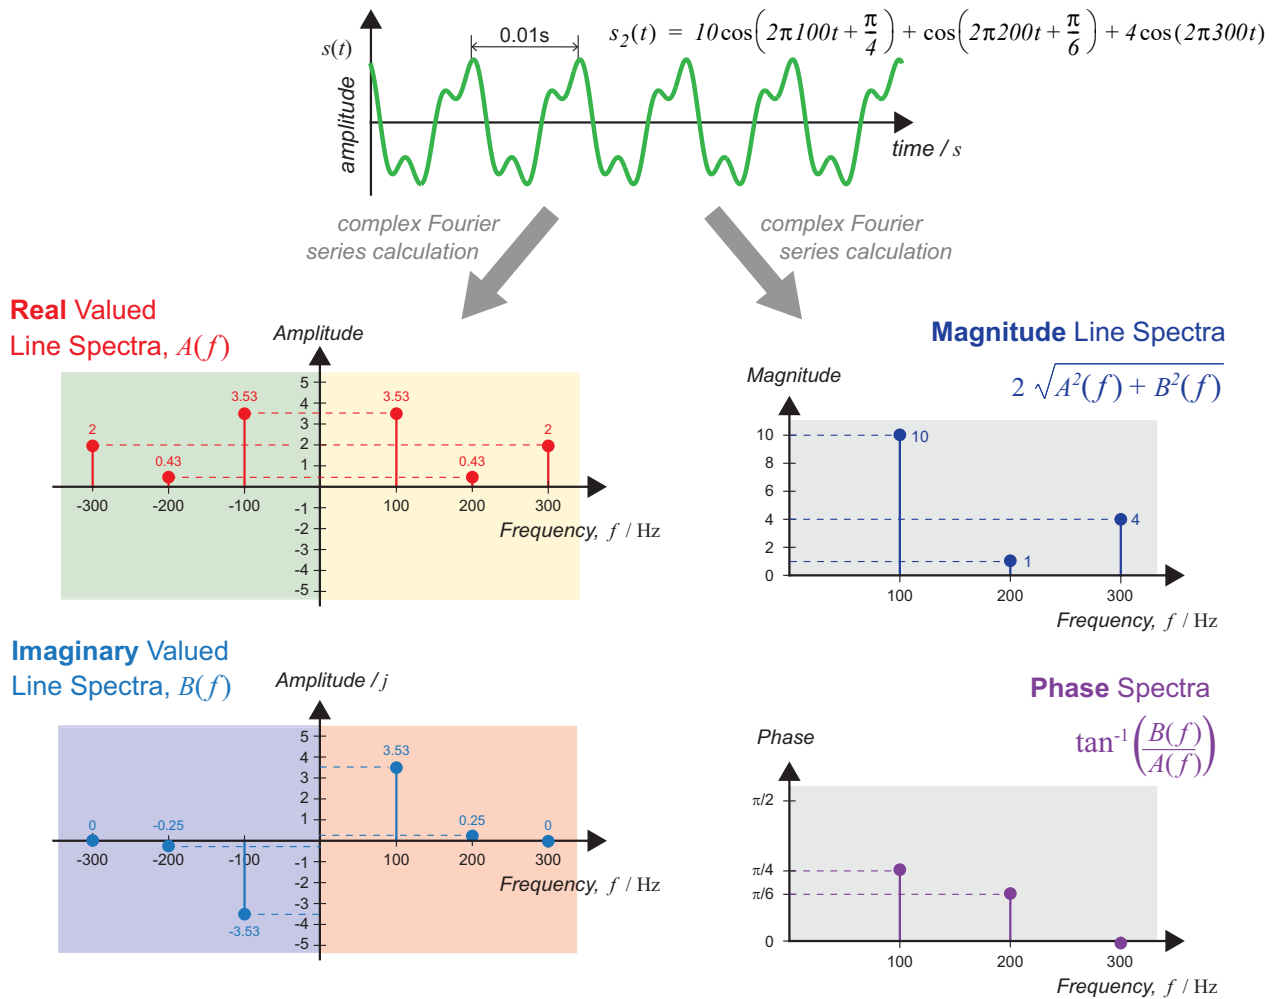 s₂(t) = 10 cos(2π100t + π/4) + cos(2π200t + π/6) + 4 cos(2π300t)
0.01s
s(t)
amplitude
time / s
complex Fourier
series calculation
complex Fourier
series calculation
Real Valued
Line Spectra, A(f)
Amplitude
5
4
3
2
1
-1
-2
-3
-4
-5
2
0.43
3.53
3.53
0.43
2
-300
-200
-100
100
200
300
Frequency, f / Hz
Magnitude Line Spectra
2 √(A²(f) + B²(f))
Magnitude
10
8
6
4
2
0
10
1
4
100
200
300
Frequency, f / Hz
Imaginary Valued
Line Spectra, B(f)
Amplitude / j
5
4
3
2
1
-1
-2
-3
-4
-5
0
-0.25
-3.53
3.53
0.25
0
-300
-200
-100
100
200
300
Frequency, f / Hz
Phase Spectra
tan⁻¹(B(f)/A(f))
Phase
π/2
π/4
π/6
0
100
200
300
Frequency, f / Hz